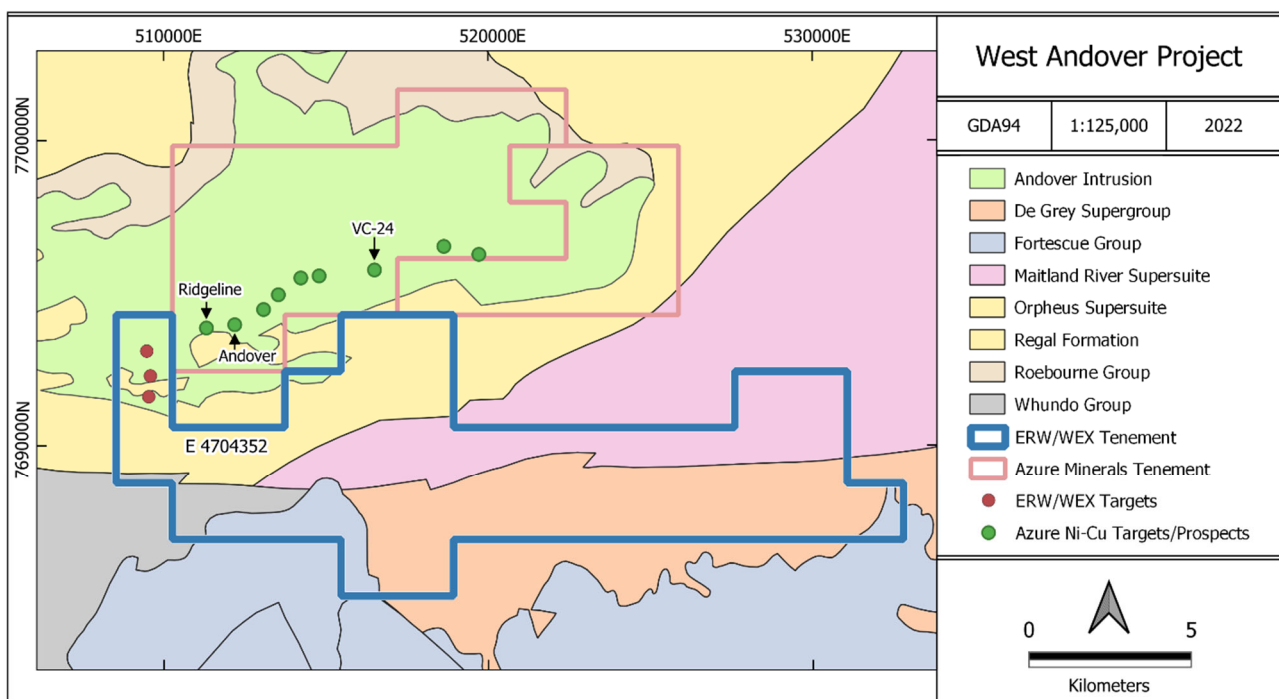 510000E
520000E
530000E
7700000N
7690000N
VC-24
Ridgeline
Andover
E 4704352
West Andover Project
GDA94
1:125,000
2022
Andover Intrusion
De Grey Supergroup
Fortescue Group
Maitland River Supersuite
Orpheus Supersuite
Regal Formation
Roebourne Group
Whundo Group
ERW/WEX Tenement
Azure Minerals Tenement
ERW/WEX Targets
Azure Ni-Cu Targets/Prospects
0 5
Kilometers